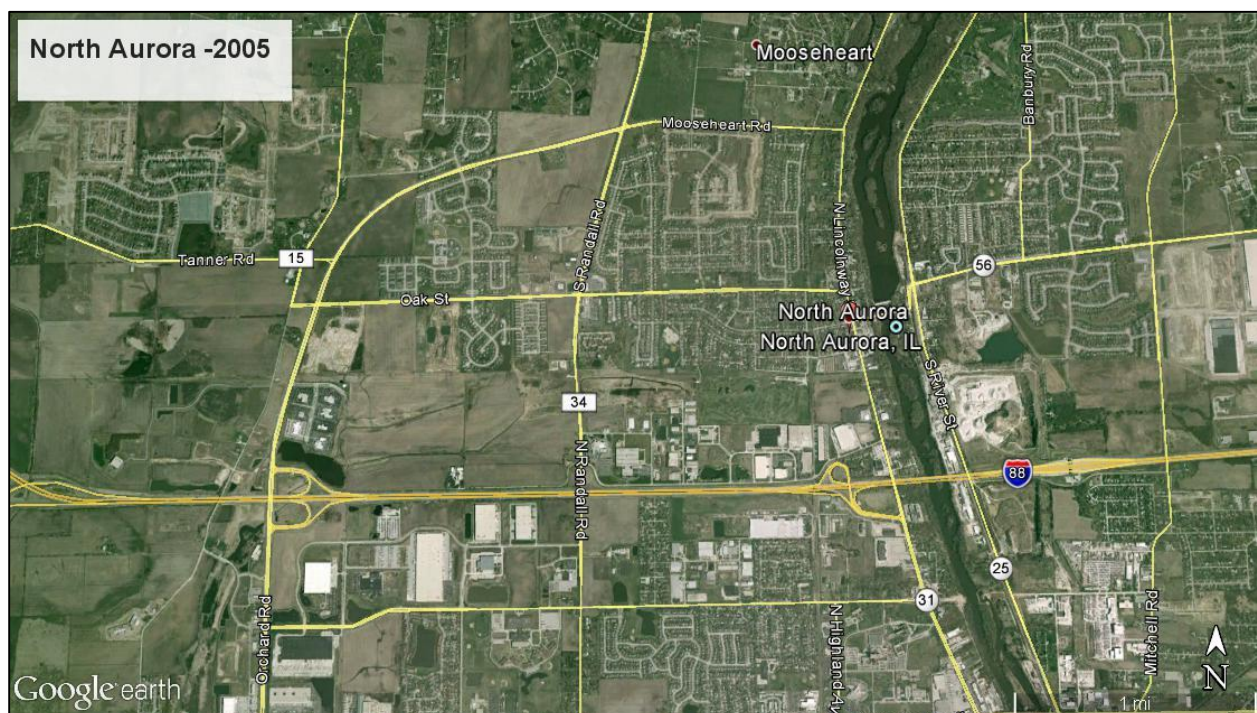 North Aurora -2005
Mooseheart
Banbury Rd
Mooseheart Rd
S Randall Rd
N Lincolnway
Tanner Rd
15
56
Oak St
North Aurora
North Aurora, IL
S River St
34
N Randall Rd
88
25
31
Orchard Rd
N Highland Av
Mitchell Rd
N
Google earth
1 mi